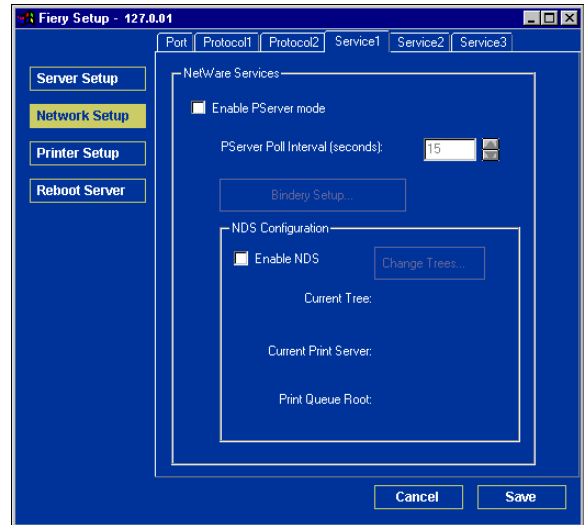 Fiery Setup - 127.0.01
Port Protocol1 Protocol2 Service1 Service2 Service3
Server Setup
Network Setup
Printer Setup
Reboot Server
NetWare Services
Enable PServer mode
PServer Poll Interval (seconds): 15
Bindery Setup...
NDS Configuration
Enable NDS Change Trees...
Current Tree:
Current Print Server:
Print Queue Root:
Cancel Save